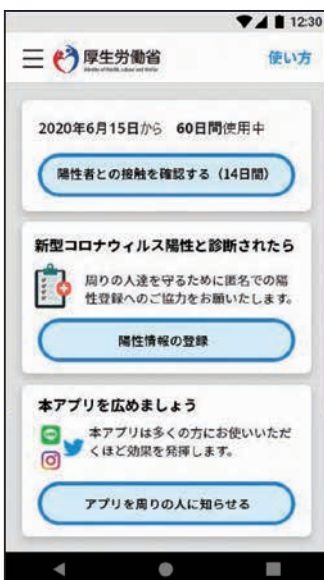 12:30
厚生労働省
Ministry of Health, Labour and Welfare
使い方
2020年6月15日から 60日間使用中
陽性者との接触を確認する（14日間）
新型コロナウィルス陽性と診断されたら
周りの人達を守るために匿名での陽
性登録へのご協力をお願いたします。
陽性情報の登録
本アプリを広めましょう
本アプリは多くの方にお使いいただ
くほど効果を発揮します。
アプリを周りの人に知らせる